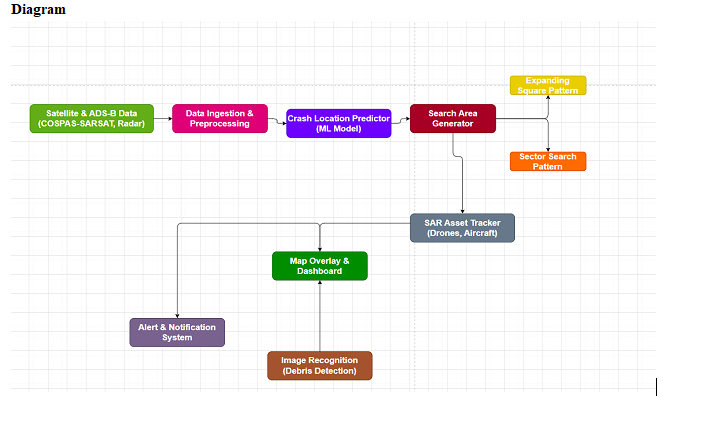 Diagram
Expanding
Square Pattern
Satellite & ADS-B Data
(COSPAS-SARSAT, Radar)
Data Ingestion &
Preprocessing
Crash Location Predictor
(ML Model)
Search Area
Generator
Sector Search
Pattern
SAR Asset Tracker
(Drones, Aircraft)
Map Overlay &
Dashboard
Alert & Notification
System
Image Recognition
(Debris Detection)